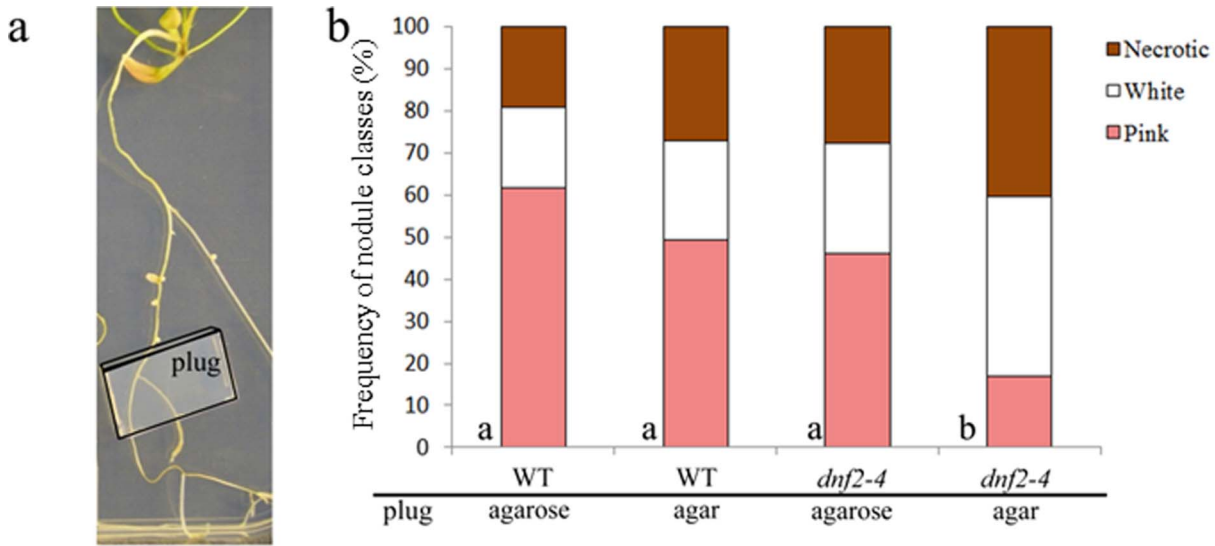 a
plug
b
Frequency of nodule classes (%)
100
90
80
70
60
50
40
30
20
10
0
a
a
a
b
Necrotic
White
Pink
WT
WT
dnf2-4
dnf2-4
plug agarose agar agarose agar